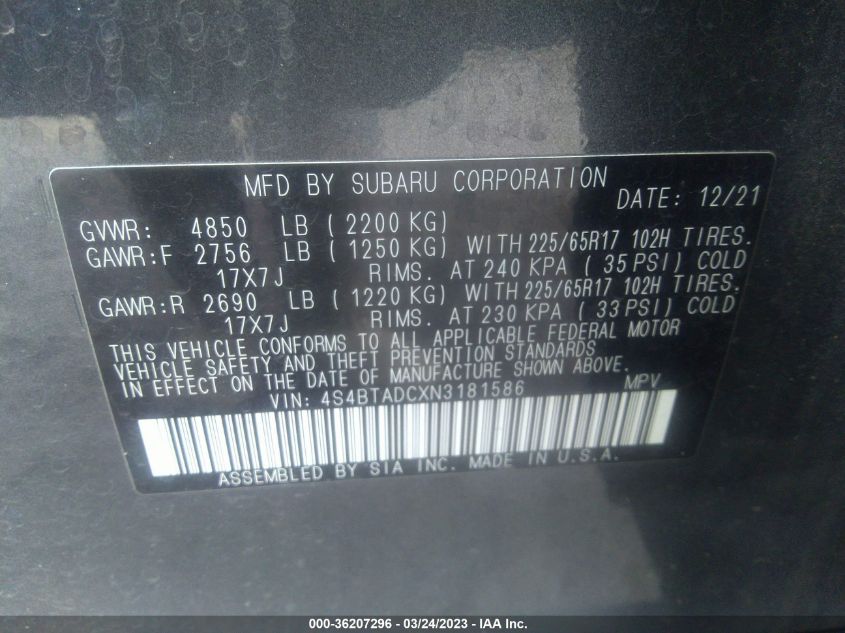 MFD BY SUBARU CORPORATION
DATE: 12/21
GVWR: 4850 LB ( 2200 KG)
GAWR:F 2756 LB ( 1250 KG) WITH 225/65R17 102H TIRES.
17X7J RIMS. AT 240 KPA ( 35 PSI) COLD
GAWR:R 2690 LB ( 1220 KG) WITH 225/65R17 102H TIRES.
17X7J RIMS. AT 230 KPA ( 33 PSI) COLD
THIS VEHICLE CONFORMS TO ALL APPLICABLE FEDERAL MOTOR
VEHICLE SAFETY AND THEFT PREVENTION STANDARDS
IN EFFECT ON THE DATE OF MANUFACTURE SHOWN ABOVE.
VIN: 4S4BTADCXN3181586 MPV
ASSEMBLED BY SIA INC. MADE IN U.S.A.
000-36207296 - 03/24/2023 - IAA Inc.